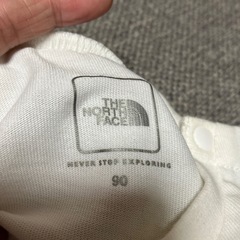 THE
NORTH
FACE
NEVER STOP EXPLORING
90